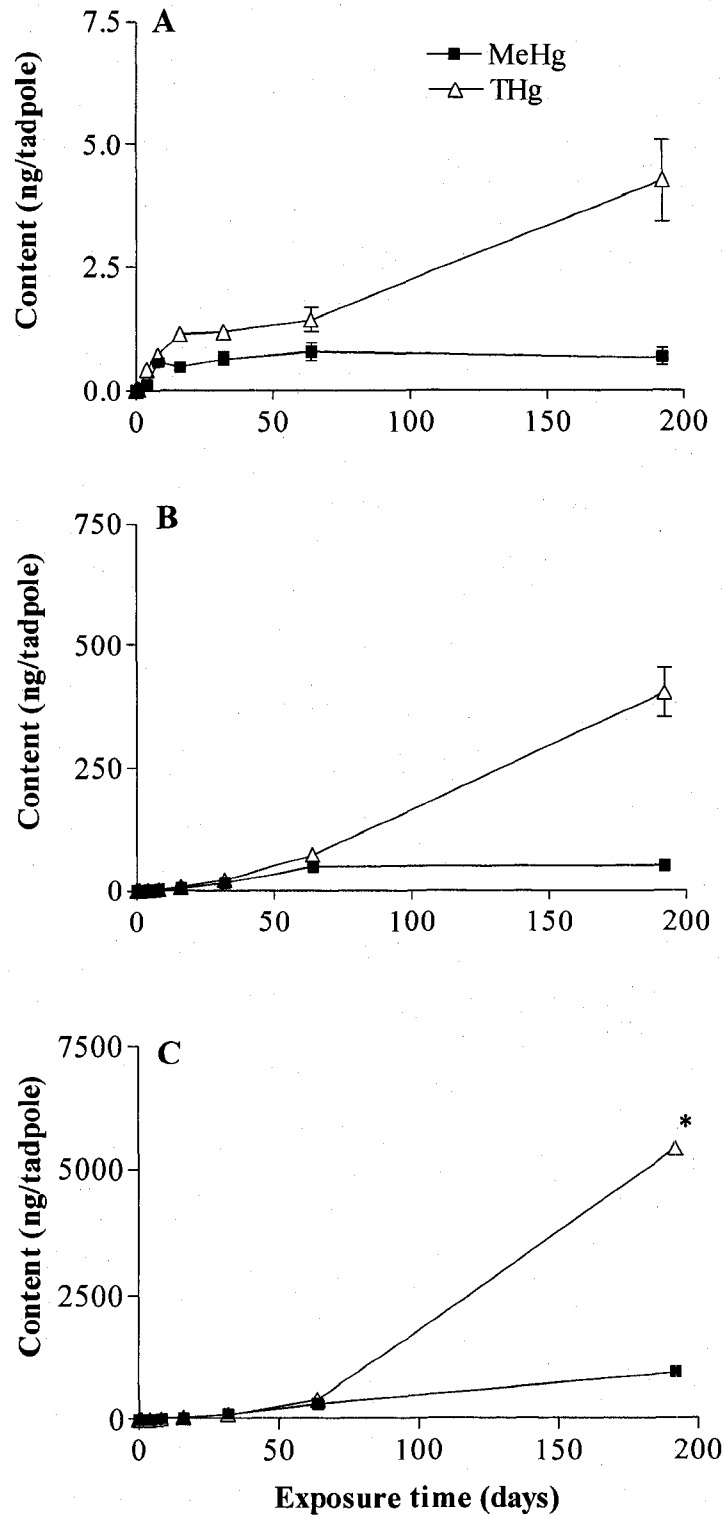 A
7.5
5.0
2.5
0.0
Content (ng/tadpole)
MeHg
THg
0 50 100 150 200
B
750
500
250
0
Content (ng/tadpole)
0 50 100 150 200
C
7500
5000
2500
0
Content (ng/tadpole)
*
0 50 100 150 200
Exposure time (days)